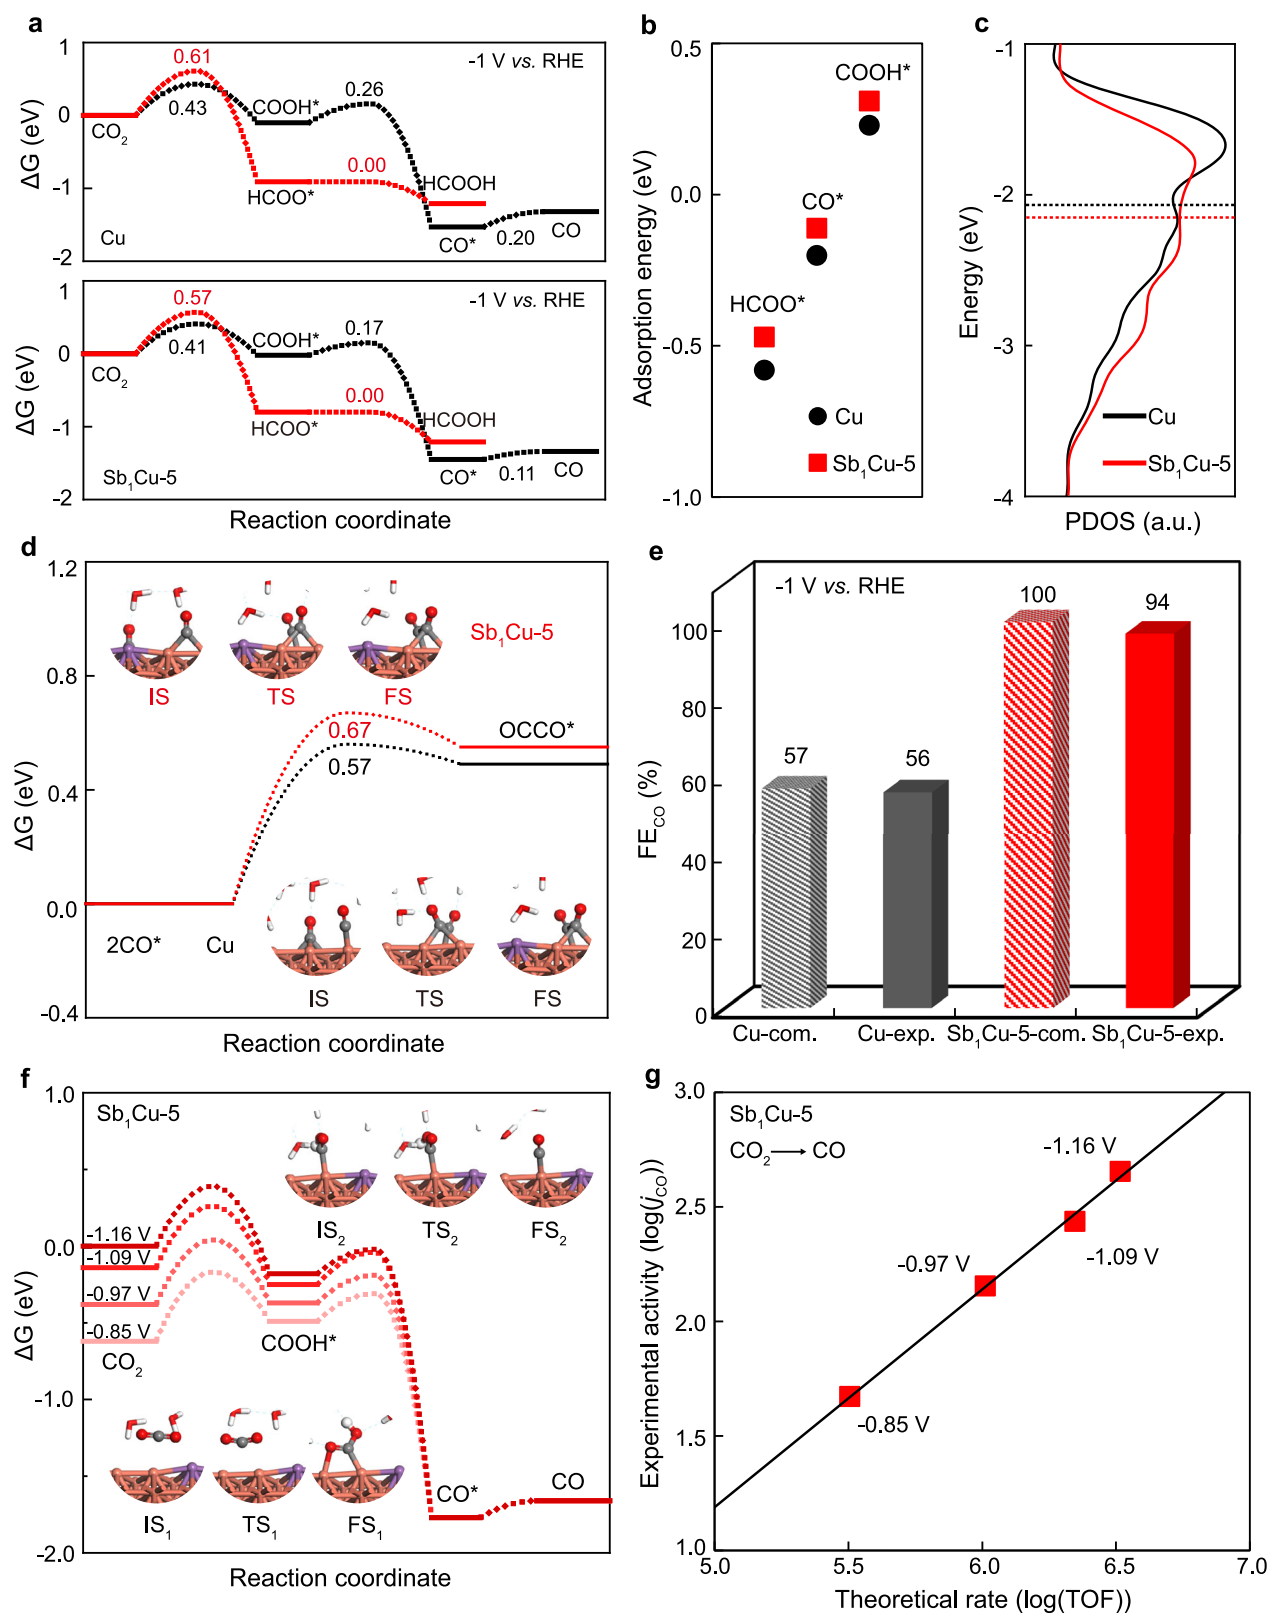 a
1
0
-1
-2
ΔG (eV)
0.61
-1 V vs. RHE
0.43
COOH*
0.26
CO₂
0.00
HCOO*
HCOOH
CO*
0.20
CO
Cu
1
0
-1
-2
ΔG (eV)
0.57
-1 V vs. RHE
0.41
COOH*
0.17
CO₂
0.00
HCOO*
HCOOH
CO*
0.11
CO
Sb₁Cu-5
Reaction coordinate
b
0.5
0.0
-0.5
-1.0
Adsorption energy (eV)
COOH*
CO*
HCOO*
Cu
Sb₁Cu-5
c
-1
-2
-3
-4
Energy (eV)
Cu
Sb₁Cu-5
PDOS (a.u.)
d
1.2
0.8
0.4
0.0
-0.4
ΔG (eV)
Sb₁Cu-5
IS
TS
FS
0.67
0.57
OCCO*
2CO*
Cu
IS
TS
FS
Reaction coordinate
e
-1 V vs. RHE
100
80
60
40
20
0
FE_CO (%)
57
56
100
94
Cu-com.
Cu-exp.
Sb₁Cu-5-com.
Sb₁Cu-5-exp.
f
1.0
0.0
-1.0
-2.0
ΔG (eV)
Sb₁Cu-5
IS₂
TS₂
FS₂
-1.16 V
-1.09 V
-0.97 V
-0.85 V
CO₂
COOH*
CO*
CO
IS₁
TS₁
FS₁
Reaction coordinate
g
3.0
2.5
2.0
1.5
1.0
Experimental activity (log(j_CO))
Sb₁Cu-5
CO₂→CO
-1.16 V
-1.09 V
-0.97 V
-0.85 V
5.0
5.5
6.0
6.5
7.0
Theoretical rate (log(TOF))